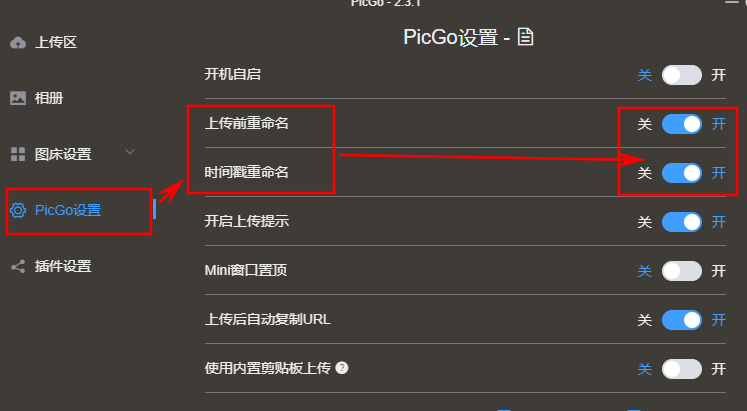 PicGo - 2.3.1
PicGo设置 -
上传区
相册
图床设置
PicGo设置
插件设置
开机自启 关 开
上传前重命名 关 开
时间戳重命名 关 开
开启上传提示 关 开
Mini窗口置顶 关 开
上传后自动复制URL 关 开
使用内置剪贴板上传 ? 关 开